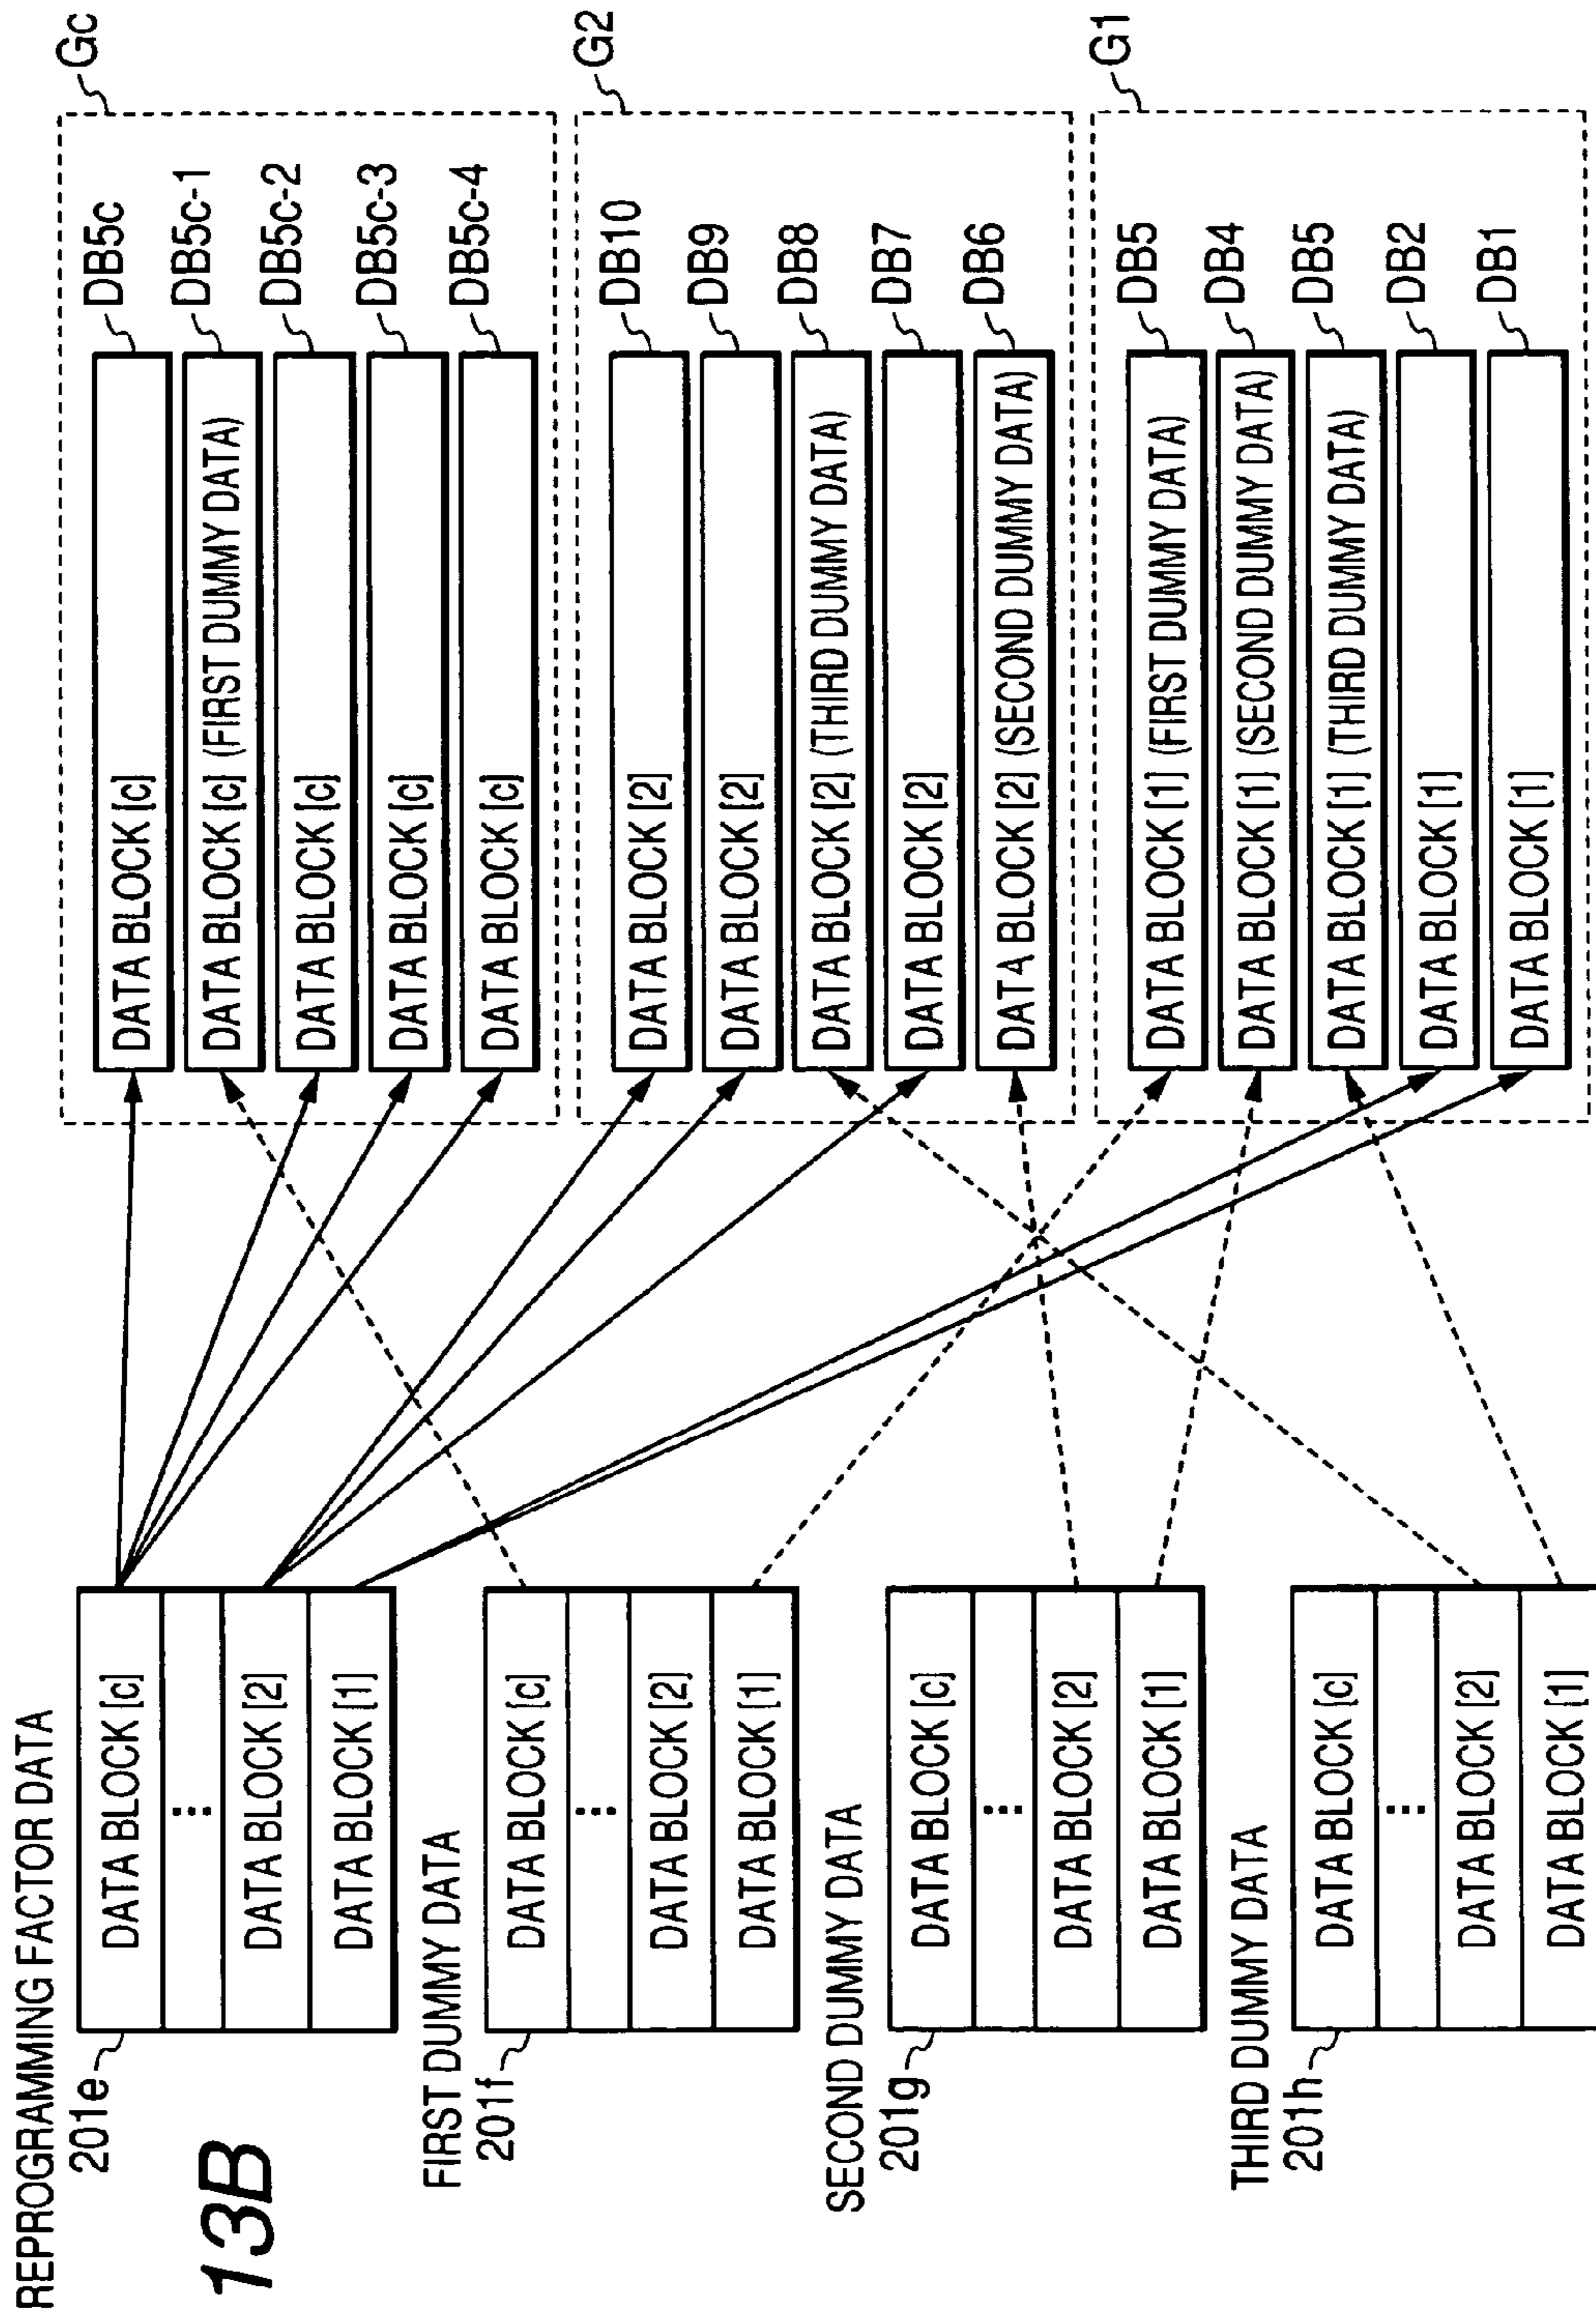 13B
REPROGRAMMING FACTOR DATA
201e
DATA BLOCK [c]
⋮
DATA BLOCK [2]
DATA BLOCK [1]
FIRST DUMMY DATA
201f
DATA BLOCK [c]
⋮
DATA BLOCK [2]
DATA BLOCK [1]
SECOND DUMMY DATA
201g
DATA BLOCK [c]
⋮
DATA BLOCK [2]
DATA BLOCK [1]
THIRD DUMMY DATA
201h
DATA BLOCK [c]
⋮
DATA BLOCK [2]
DATA BLOCK [1]
Gc
DATA BLOCK [c] DB5c
DATA BLOCK [c] (FIRST DUMMY DATA) DB5c-1
DATA BLOCK [c] DB5c-2
DATA BLOCK [c] DB5c-3
DATA BLOCK [c] DB5c-4
G2
DATA BLOCK [2] DB10
DATA BLOCK [2] DB9
DATA BLOCK [2] (THIRD DUMMY DATA) DB8
DATA BLOCK [2] DB7
DAT4 BLOCK [2] (SECOND DUMMY DATA) DB6
G1
DATA BLOCK [1] (FIRST DUMMY DATA) DB5
DATA BLOCK [1] (SECOND DUMMY DATA) DB4
DATA BLOCK [1] (THIRD DUMMY DATA) DB5
DATA BLOCK [1] DB2
DATA BLOCK [1] DB1